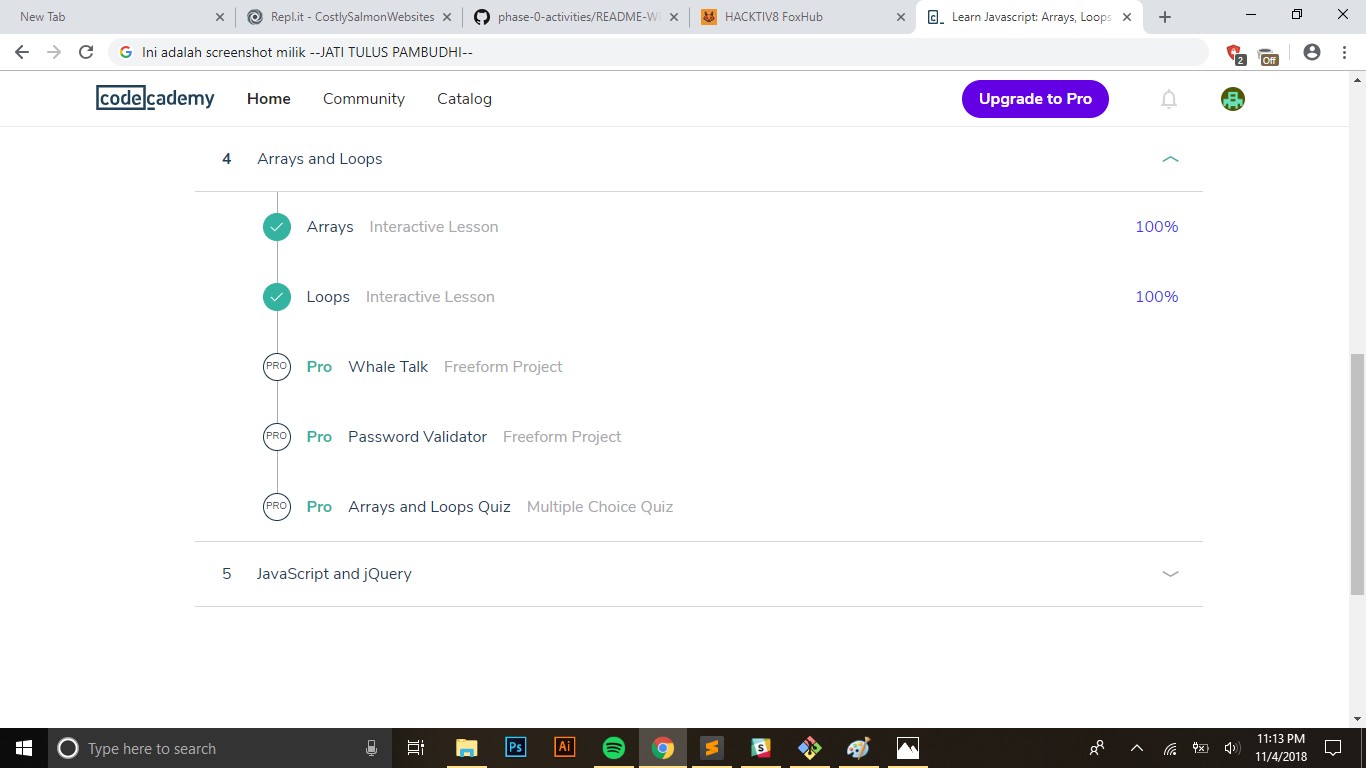 New Tab
Repl.it - CostlySalmonWebsites
phase-0-activities/README-W
HACKTIV8 FoxHub
Learn Javascript: Arrays, Loops
Ini adalah screenshot milik --JATI TULUS PAMBUDHI--
2
Off
codecademy
Home
Community
Catalog
Upgrade to Pro
4 Arrays and Loops
Arrays Interactive Lesson 100%
Loops Interactive Lesson 100%
PRO Pro Whale Talk Freeform Project
PRO Pro Password Validator Freeform Project
PRO Pro Arrays and Loops Quiz Multiple Choice Quiz
5 JavaScript and jQuery
Type here to search
Ps
Ai
11:13 PM
11/4/2018